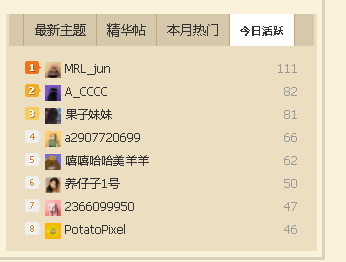 最新主题 精华帖 本月热门 今日活跃
1 MRL_jun 111
2 A_CCCC 82
3 果子妹妹 81
4 a2907720699 66
5 嘻嘻哈哈美羊羊 62
6 养仔子1号 50
7 2366099950 47
8 PotatoPixel 46